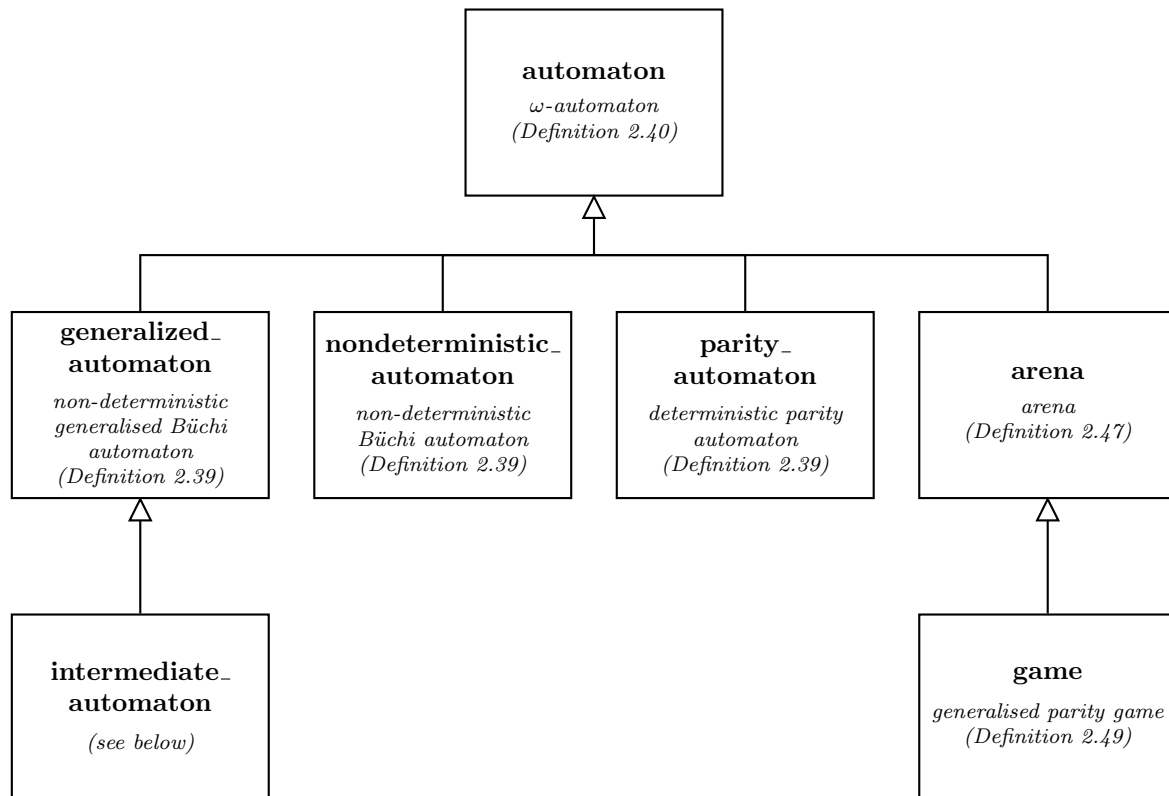 automaton
ω-automaton
(Definition 2.40)
generalized_
automaton
non-deterministic
generalised Büchi
automaton
(Definition 2.39)
nondeterministic_
automaton
non-deterministic
Büchi automaton
(Definition 2.39)
parity_
automaton
deterministic parity
automaton
(Definition 2.39)
arena
arena
(Definition 2.47)
intermediate_
automaton
(see below)
game
generalised parity game
(Definition 2.49)